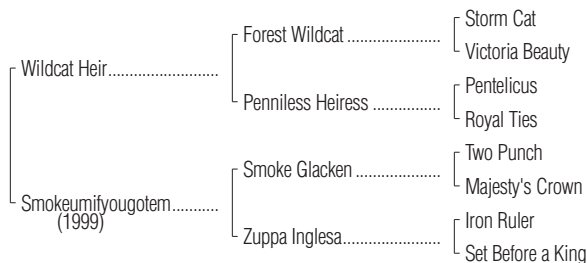 Storm Cat
Forest Wildcat ......................
Victoria Beauty
Wildcat Heir..........................
Pentelicus
Penniless Heiress ................
Royal Ties
Two Punch
Smoke Glacken ....................
Majesty's Crown
Smokeumifyougotem...........
(1999)
Iron Ruler
Zuppa Inglesa.......................
Set Before a King